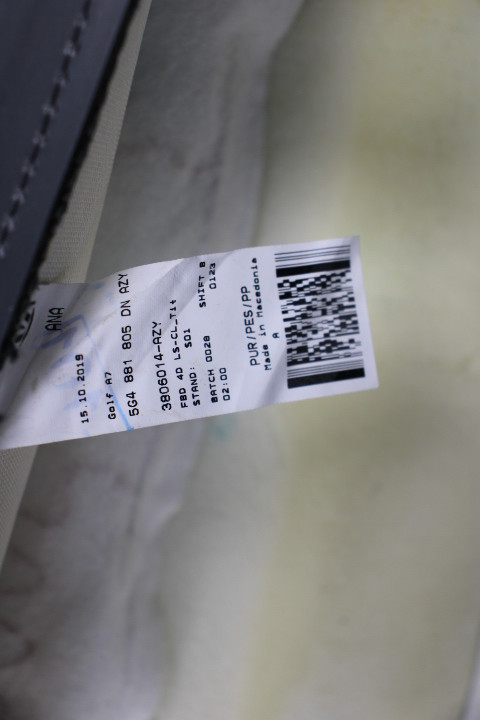 ANA
15.10.2019
Golf A7
5G4 881 805 DN AZY
3806014-AZY
FBD 4D LS-CL_Tit
STAND: S01
SHIFT B
BATCH 0028 0123
02:00
PUR/PES/PP
Made in Macedonia
A